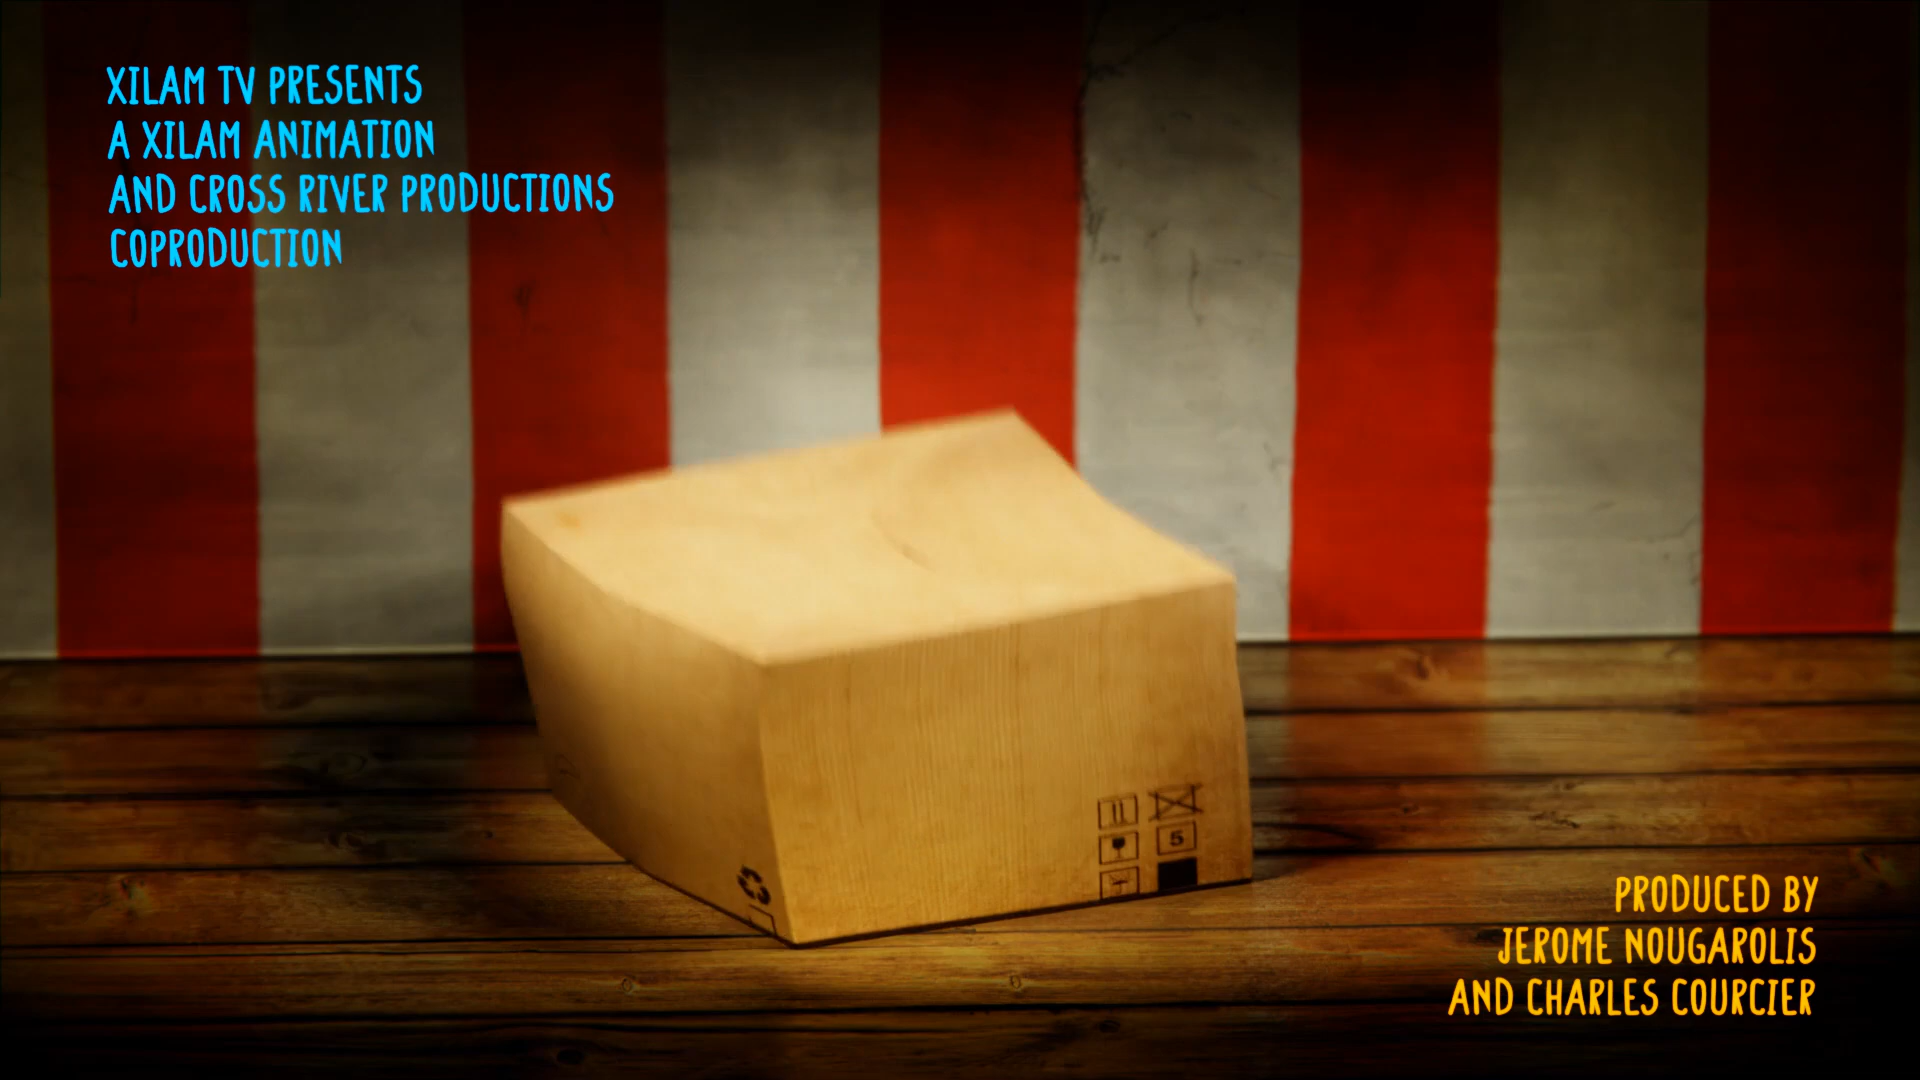 XILAM TV PRESENTS
A XILAM ANIMATION
AND CROSS RIVER PRODUCTIONS
COPRODUCTION
5
PRODUCED BY
JEROME NOUGAROLIS
AND CHARLES COURCIER